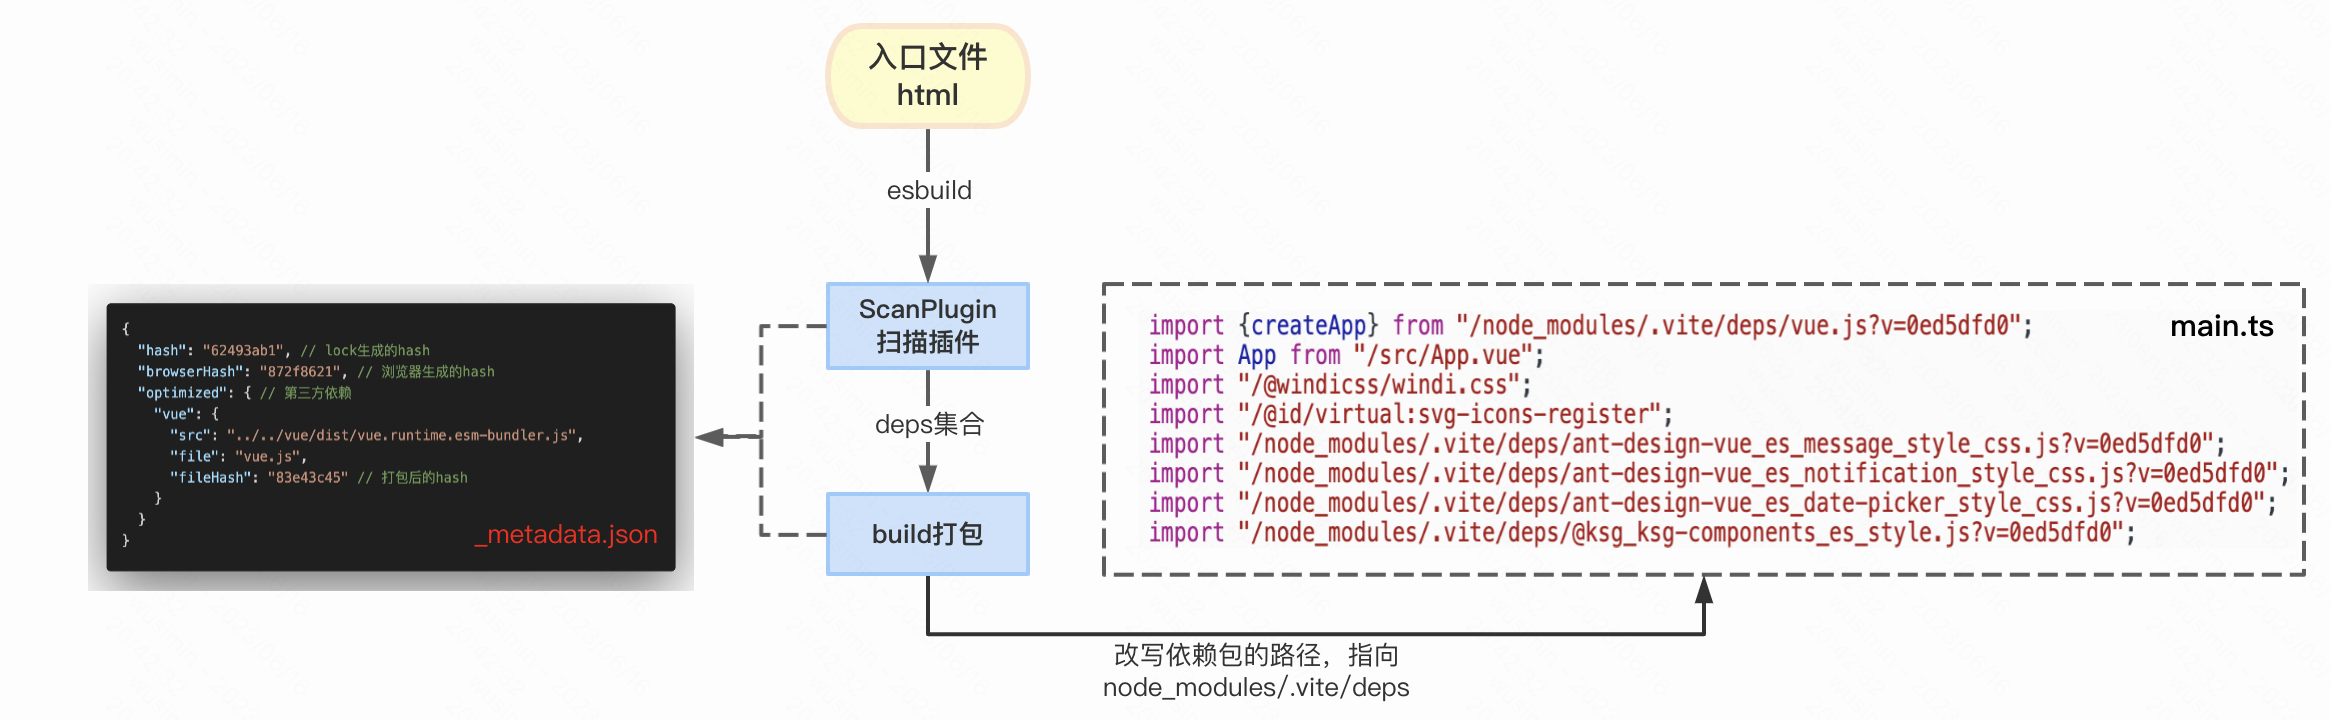 入口文件
html
esbuild
ScanPlugin
扫描插件
deps集合
build打包
{
"hash": "62493ab1", // lock生成的hash
"browserHash": "872f8621", // 浏览器生成的hash
"optimized": { // 第三方依赖
"vue": {
"src": "../../vue/dist/vue.runtime.esm-bundler.js",
"file": "vue.js",
"fileHash": "83e43c45" // 打包后的hash
}
}
}
_metadata.json
main.ts
import {createApp} from "/node_modules/.vite/deps/vue.js?v=0ed5dfd0";
import App from "/src/App.vue";
import "/@windicss/windi.css";
import "/@id/virtual:svg-icons-register";
import "/node_modules/.vite/deps/ant-design-vue_es_message_style_css.js?v=0ed5dfd0";
import "/node_modules/.vite/deps/ant-design-vue_es_notification_style_css.js?v=0ed5dfd0";
import "/node_modules/.vite/deps/ant-design-vue_es_date-picker_style_css.js?v=0ed5dfd0";
import "/node_modules/.vite/deps/@ksg_ksg-components_es_style.js?v=0ed5dfd0";
改写依赖包的路径，指向
node_modules/.vite/deps